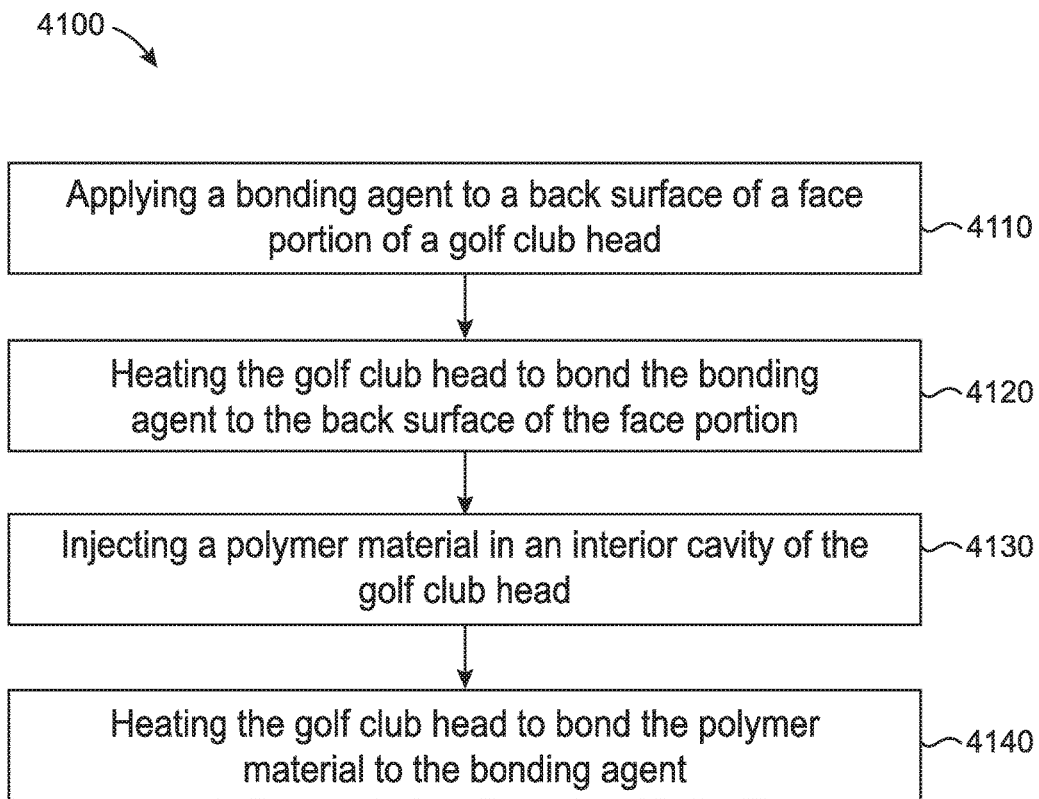 4100
Applying a bonding agent to a back surface of a face
portion of a golf club head
4110
Heating the golf club head to bond the bonding
agent to the back surface of the face portion
4120
Injecting a polymer material in an interior cavity of the
golf club head
4130
Heating the golf club head to bond the polymer
material to the bonding agent
4140